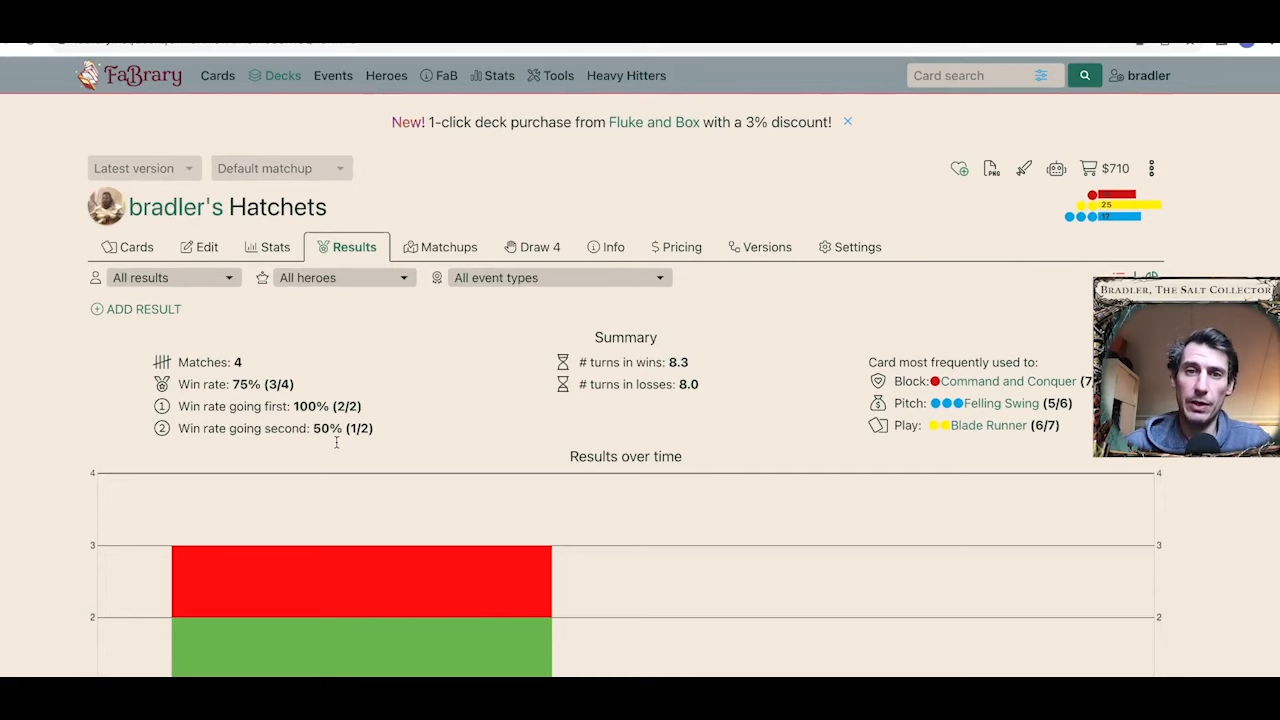 FaBrary Cards Decks Events Heroes FaB Stats Tools Heavy Hitters Card search bradler
New! 1-click deck purchase from Fluke and Box with a 3% discount! ×
Latest version Default matchup PNG $710
bradler's Hatchets
25
17
Cards Edit Stats Results Matchups Draw 4 Info $ Pricing Versions Settings
All results All heroes All event types
BRADLER, THE SALT COLLECTOR
ADD RESULT
Summary
Matches: 4
Win rate: 75% (3/4)
1 Win rate going first: 100% (2/2)
2 Win rate going second: 50% (1/2)
# turns in wins: 8.3
# turns in losses: 8.0
Card most frequently used to:
Block: Command and Conquer (7
Pitch: Felling Swing (5/6)
Play: Blade Runner (6/7)
Results over time
4 4
3 3
2 2